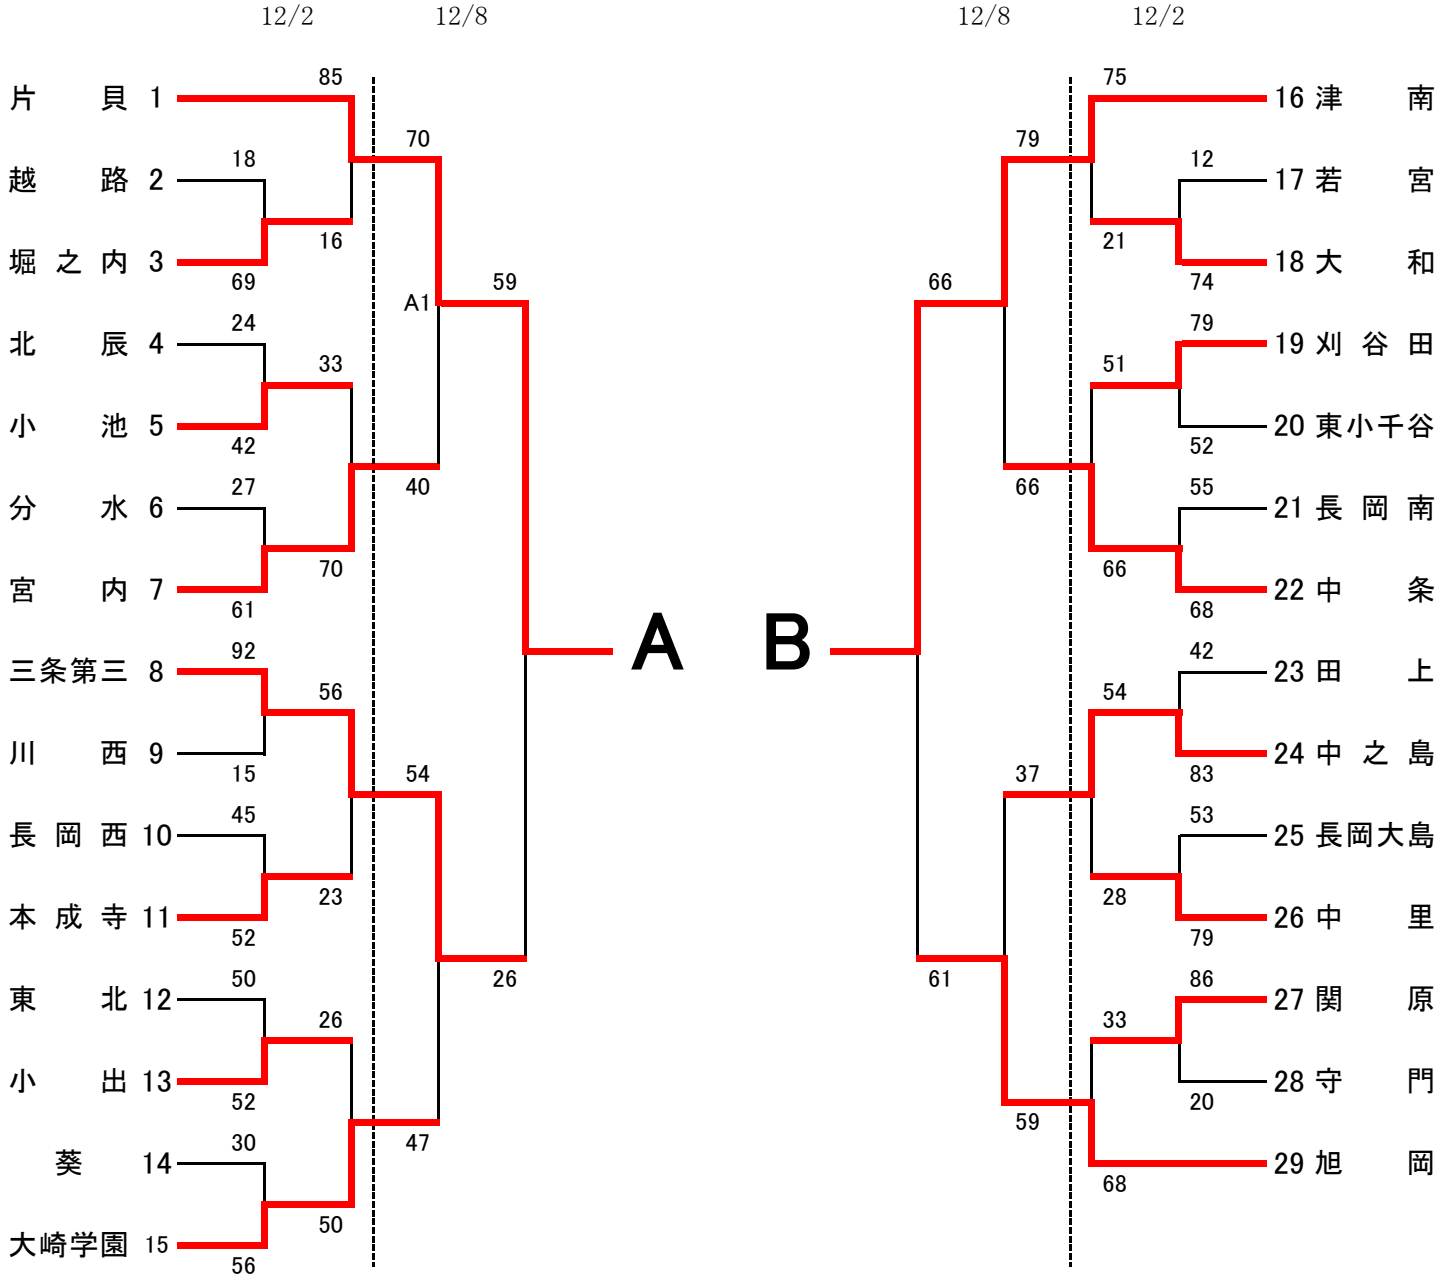 12/2 12/8 12/8 12/2
85 75
片貝 1 16 津南
70 79
18 12
越路 2 17 若宮
16 21
堀之内 3 18 大和
69 59 66 74
A1
24 79
北辰 4 19 刈谷田
33 51
小池 5 20 東小千谷
42 52
27 40 66 55
分水 6 21 長岡南
70 66
宮内 7 22 中条
61 68
A B
92 42
三条第三 8 23 田上
56 54
川西 9 24 中之島
15 54 37 83
45 53
長岡西 10 25 長岡大島
23 28
本成寺 11 26 中里
52 79
50 26 61 86
東北 12 27 関原
26 33
小出 13 28 守門
52 20
59
30 47
葵 14 29 旭岡
68
50
大崎学園 15
56